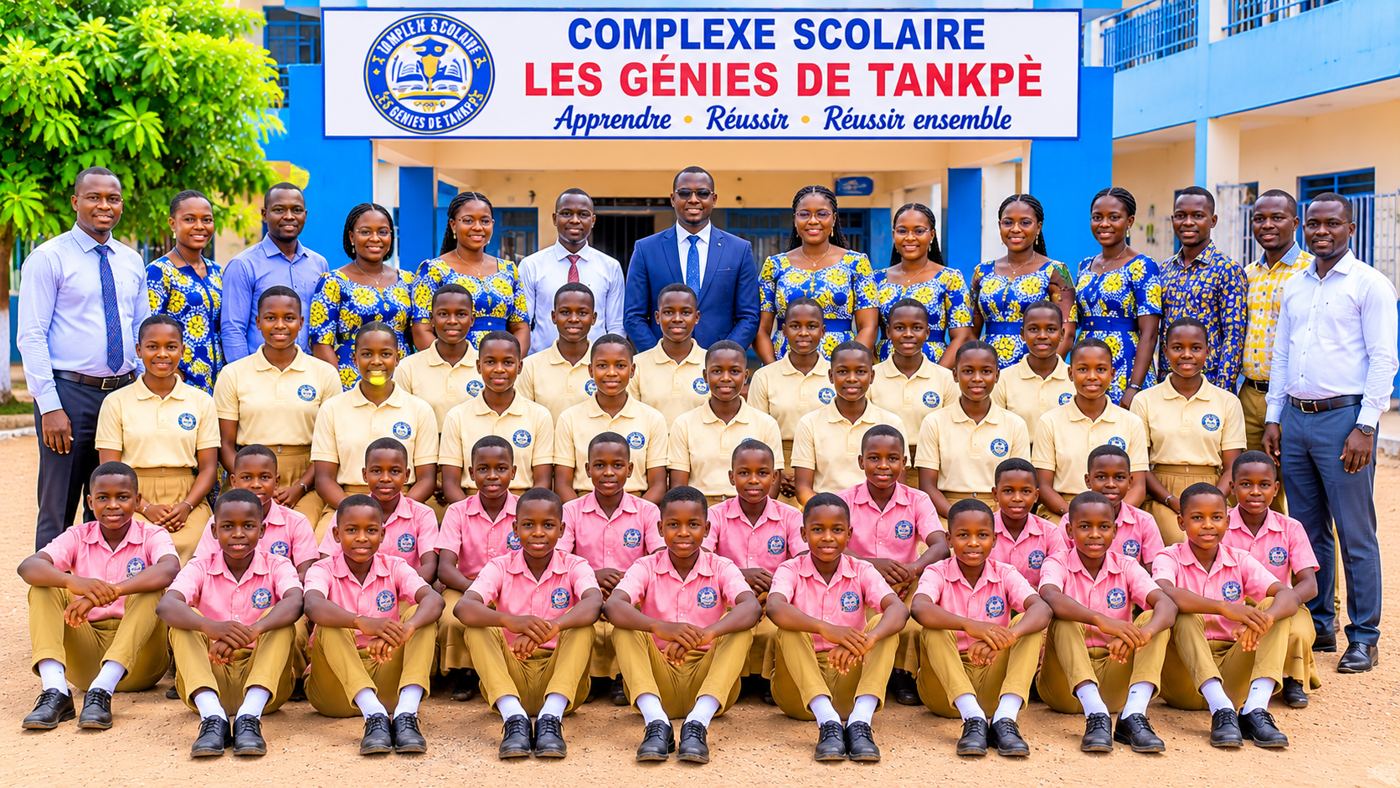 COMPLEXE SCOLAIRE
LES GÉNIES DE TANKPÈ
Apprendre • Réussir • Réussir ensemble